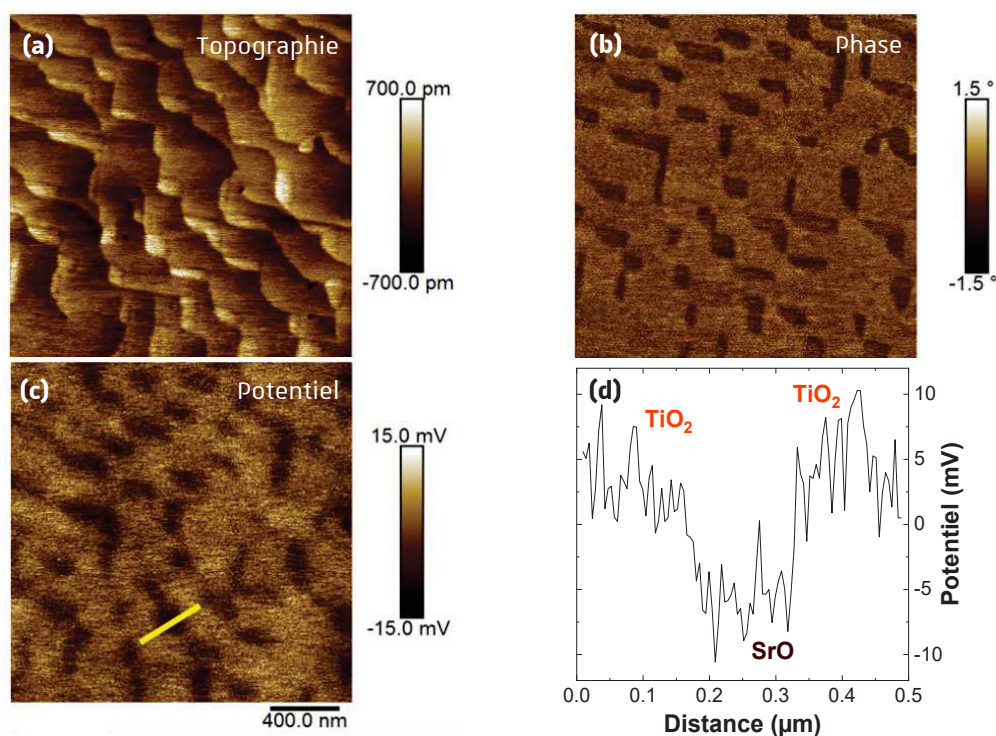 (a) Topographie
700.0 pm
-700.0 pm
(b) Phase
1.5 °
-1.5 °
(c) Potentiel
15.0 mV
-15.0 mV
400.0 nm
(d)
TiO2
TiO2
SrO
10
5
0
-5
-10
Potentiel (mV)
0.0 0.1 0.2 0.3 0.4 0.5
Distance (µm)